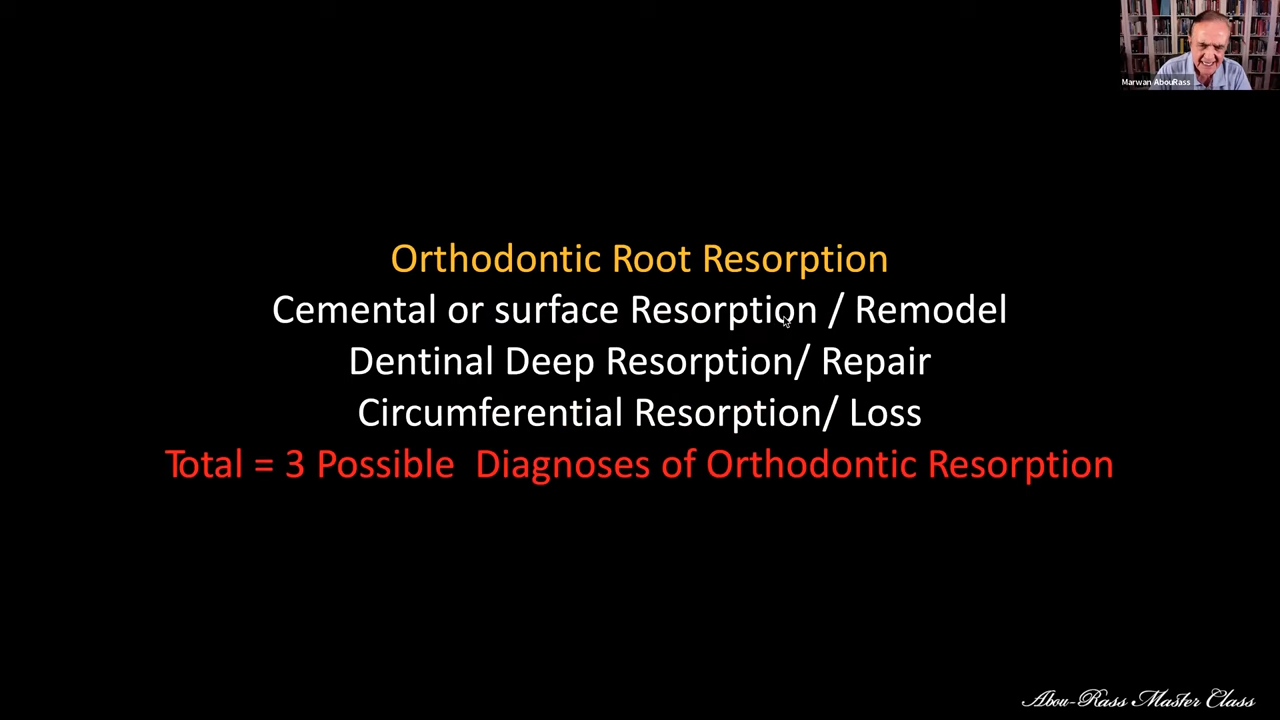 Marwan AbouRass
Orthodontic Root Resorption
Cemental or surface Resorption / Remodel
Dentinal Deep Resorption/ Repair
Circumferential Resorption/ Loss
Total = 3 Possible  Diagnoses of Orthodontic Resorption
Abou-Rass Master Class